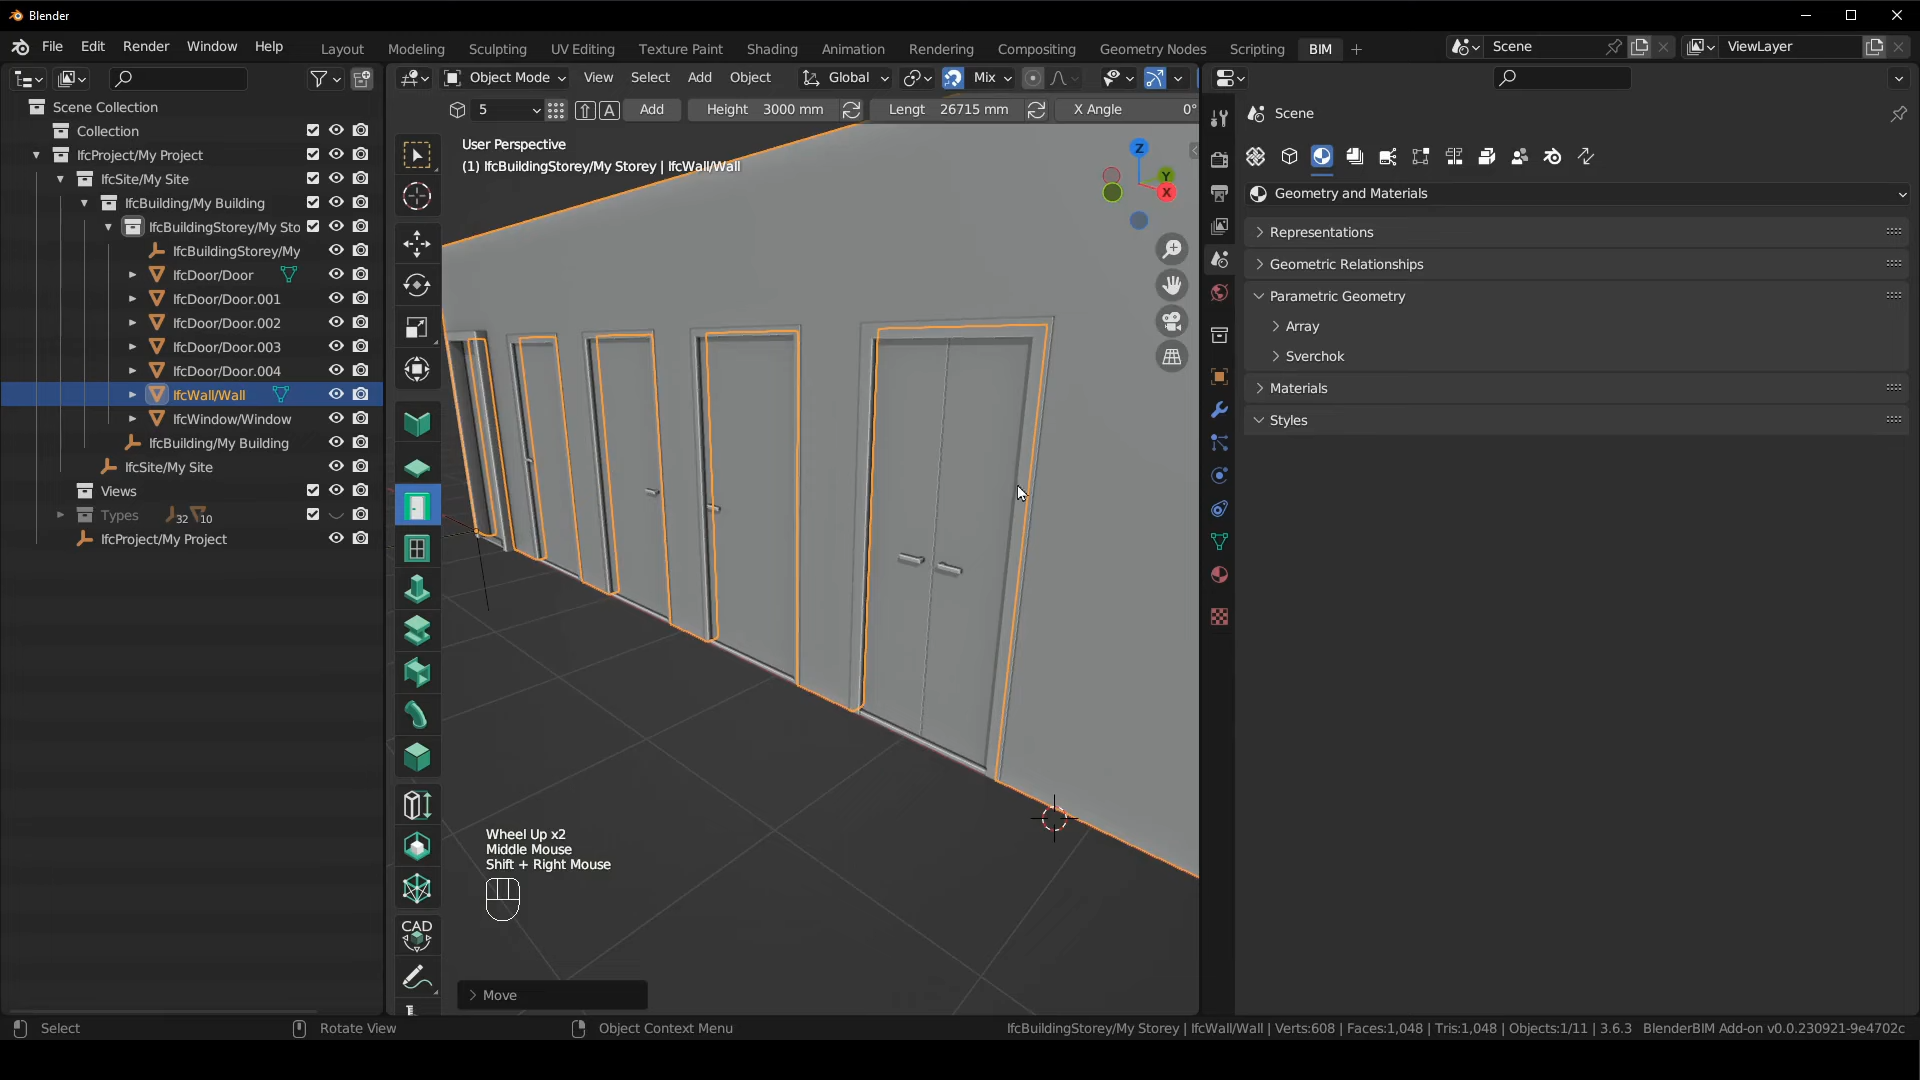 Blender
File Edit Render Window Help Layout Modeling Sculpting UV Editing Texture Paint Shading Animation Rendering Compositing Geometry Nodes Scripting BIM + Scene ViewLayer
Object Mode View Select Add Object Global Mix
5 A Add Height 3000 mm Lengt 26715 mm X Angle 0°
Scene Collection
Collection
IfcProject/My Project
IfcSite/My Site
IfcBuilding/My Building
IfcBuildingStorey/My Sto
IfcBuildingStorey/My
IfcDoor/Door
IfcDoor/Door.001
IfcDoor/Door.002
IfcDoor/Door.003
IfcDoor/Door.004
IfcWall/Wall
IfcWindow/Window
IfcBuilding/My Building
IfcSite/My Site
Views
Types 32 10
IfcProject/My Project
User Perspective
(1) IfcBuildingStorey/My Storey | IfcWall/Wall
Z
Y
X
CAD
Wheel Up x2
Middle Mouse
Shift + Right Mouse
Move
Scene
Geometry and Materials
Representations
Geometric Relationships
Parametric Geometry
Array
Sverchok
Materials
Styles
Select Rotate View Object Context Menu IfcBuildingStorey/My Storey | IfcWall/Wall | Verts:608 | Faces:1,048 | Tris:1,048 | Objects:1/11 | 3.6.3 BlenderBIM Add-on v0.0.230921-9e4702c